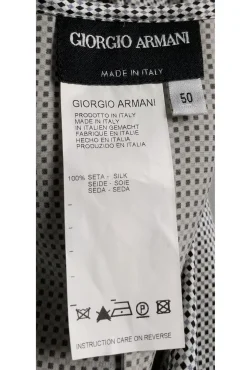 GIORGIO ARMANI
MADE IN ITALY
50
GIORGIO ARMANI
PRODOTTO IN ITALY
MADE IN ITALY
IN ITALIEN GEMACHT
FABRIQUE EN ITALIE
HECHO EN ITALIA
PRODUZIDO EN ITALIA
100% SETA - SILK
SEIDE - SOIE
SEDA - SEDA
P
INSTRUCTION CARE ON REVERSE